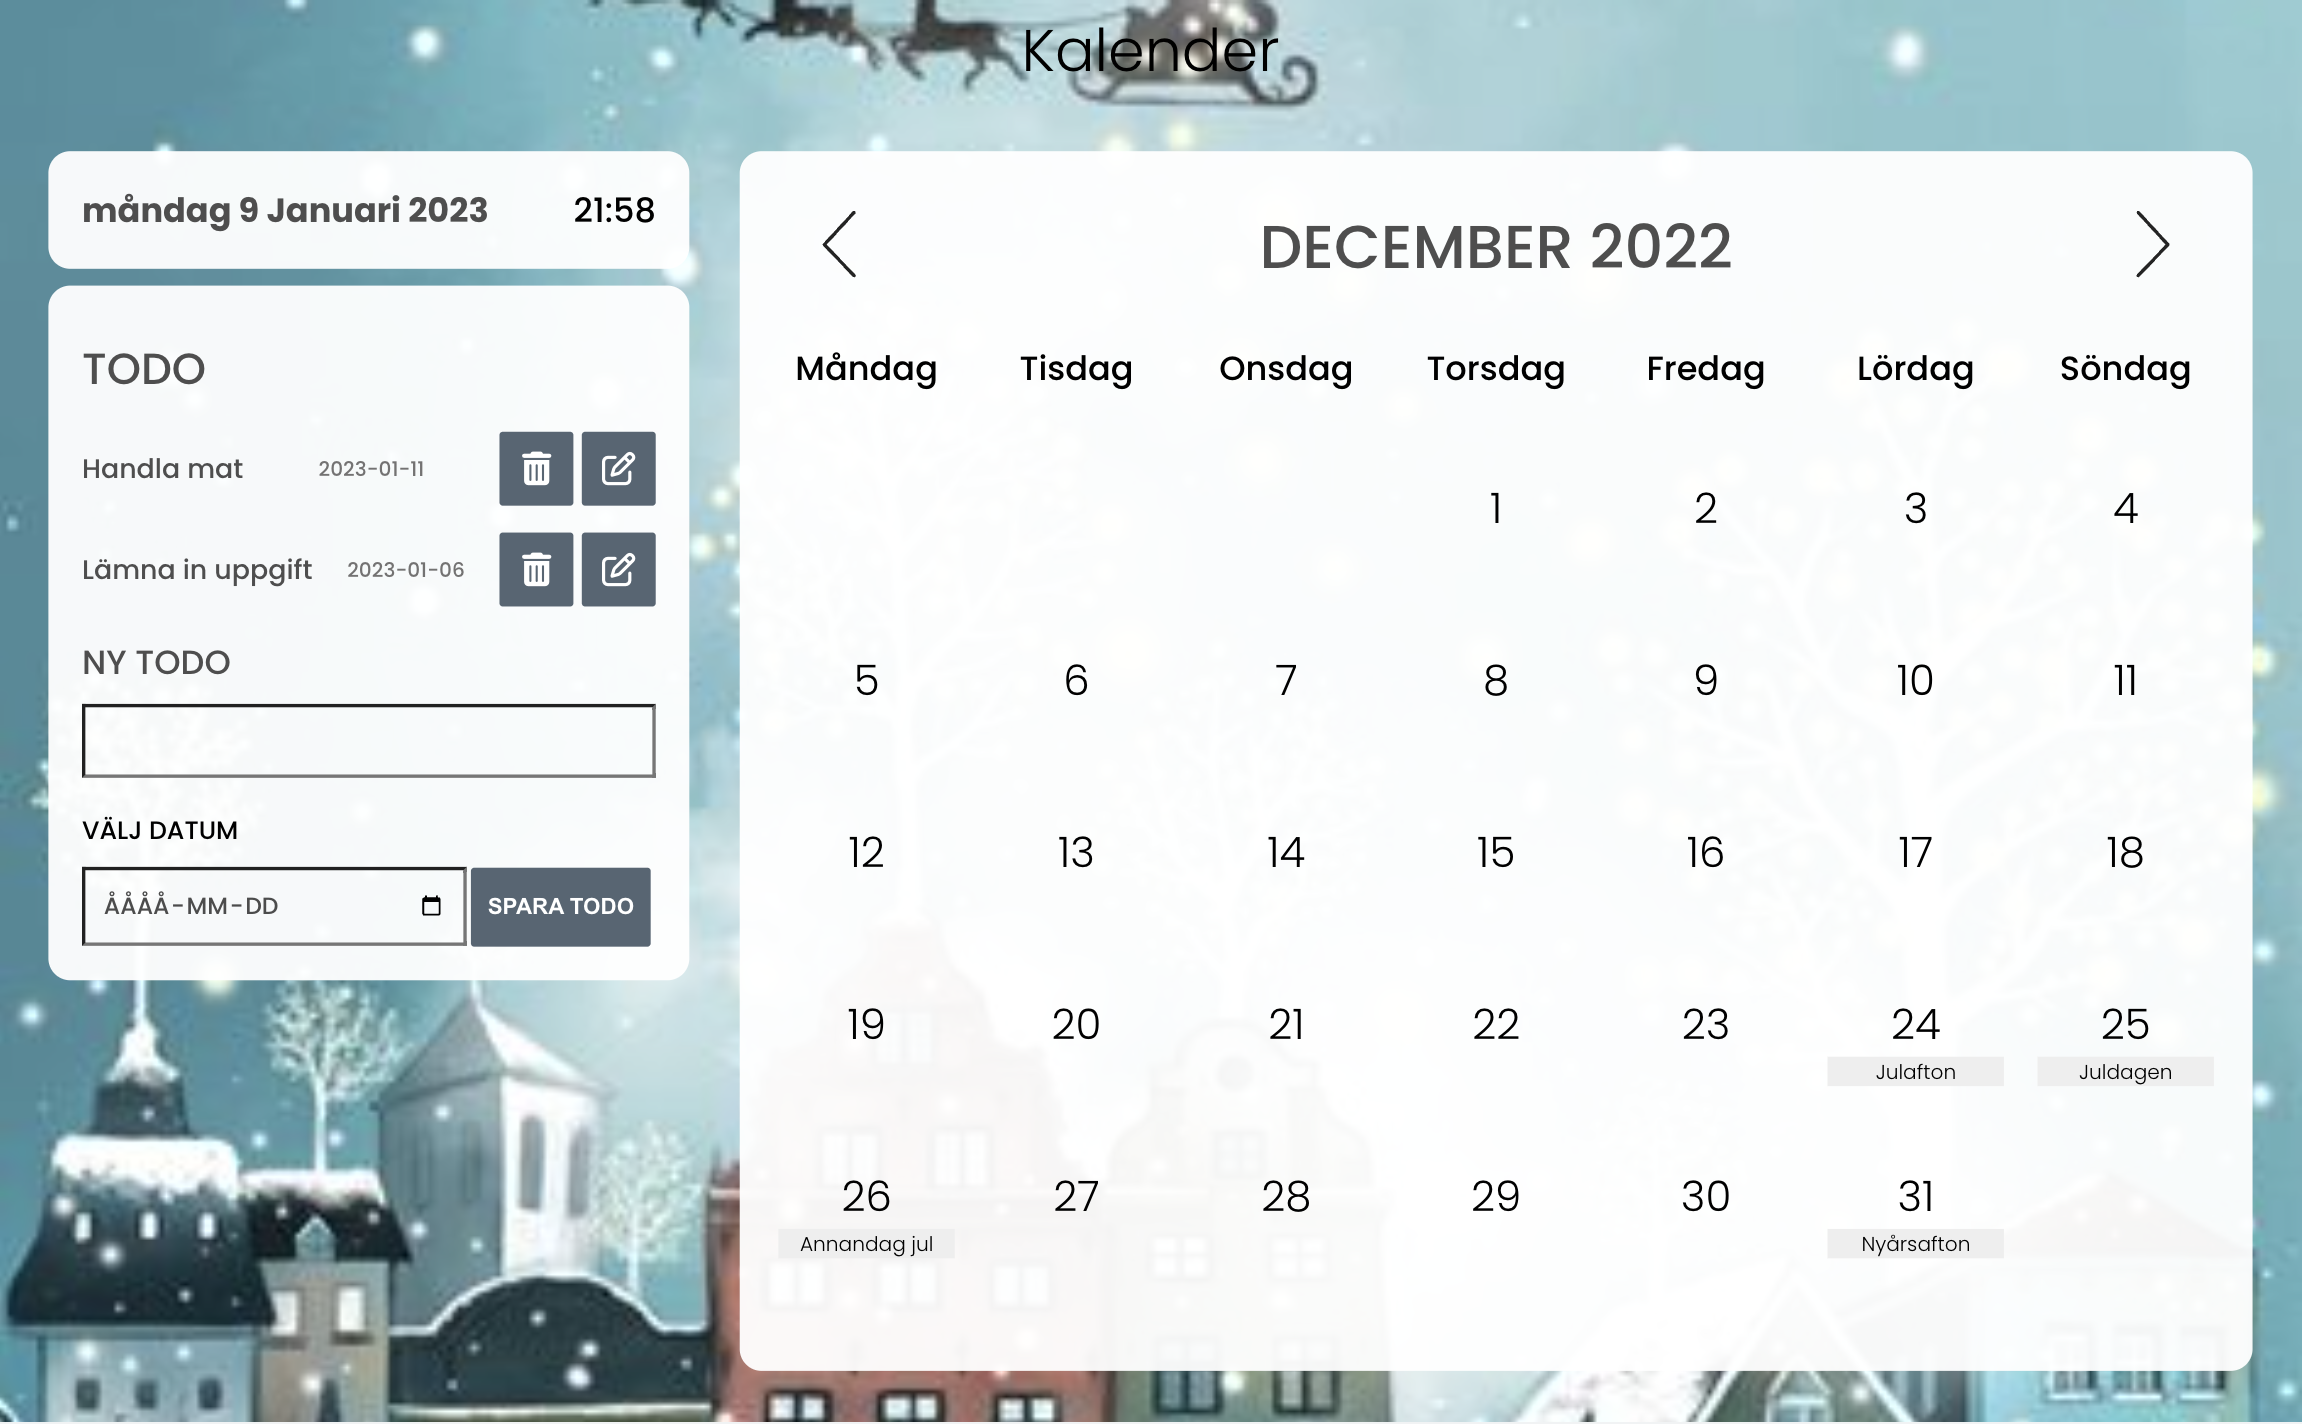 Kalender
måndag 9 Januari 2023 21:58
TODO
Handla mat 2023-01-11
Lämna in uppgift 2023-01-06
NY TODO
VÄLJ DATUM
ÅÅÅÅ-MM-DD SPARA TODO
DECEMBER 2022
Måndag Tisdag Onsdag Torsdag Fredag Lördag Söndag
1 2 3 4
5 6 7 8 9 10 11
12 13 14 15 16 17 18
19 20 21 22 23 24 25
Julafton Juldagen
26 27 28 29 30 31
Annandag jul Nyårsafton